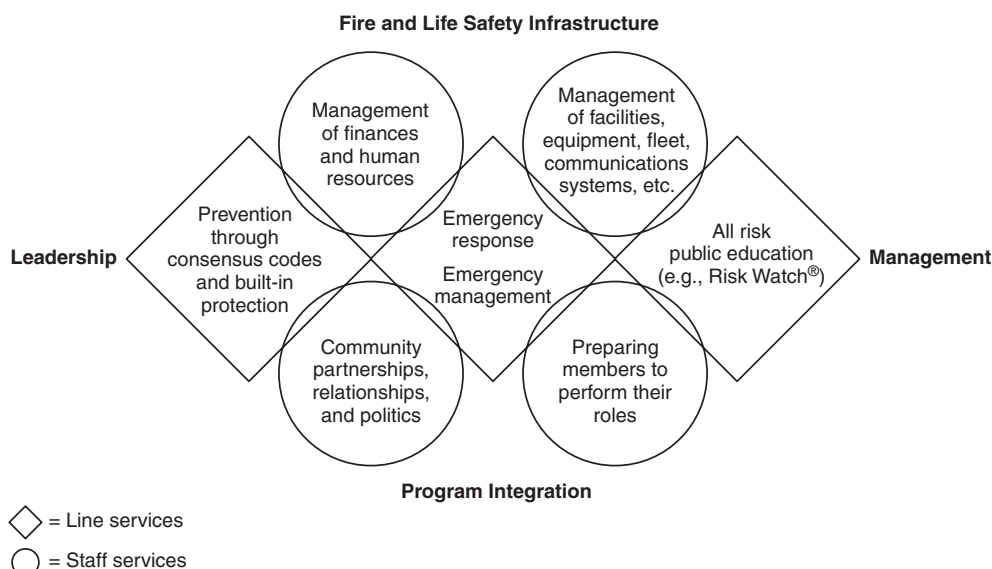 Fire and Life Safety Infrastructure
Management
of finances
and human
resources
Management
of facilities,
equipment, fleet,
communications
systems, etc.
Leadership
Prevention
through
consensus codes
and built-in
protection
Emergency
response
Emergency
management
All risk
public education
(e.g., Risk Watch®)
Management
Community
partnerships,
relationships,
and politics
Preparing
members to
perform their
roles
Program Integration
= Line services
= Staff services